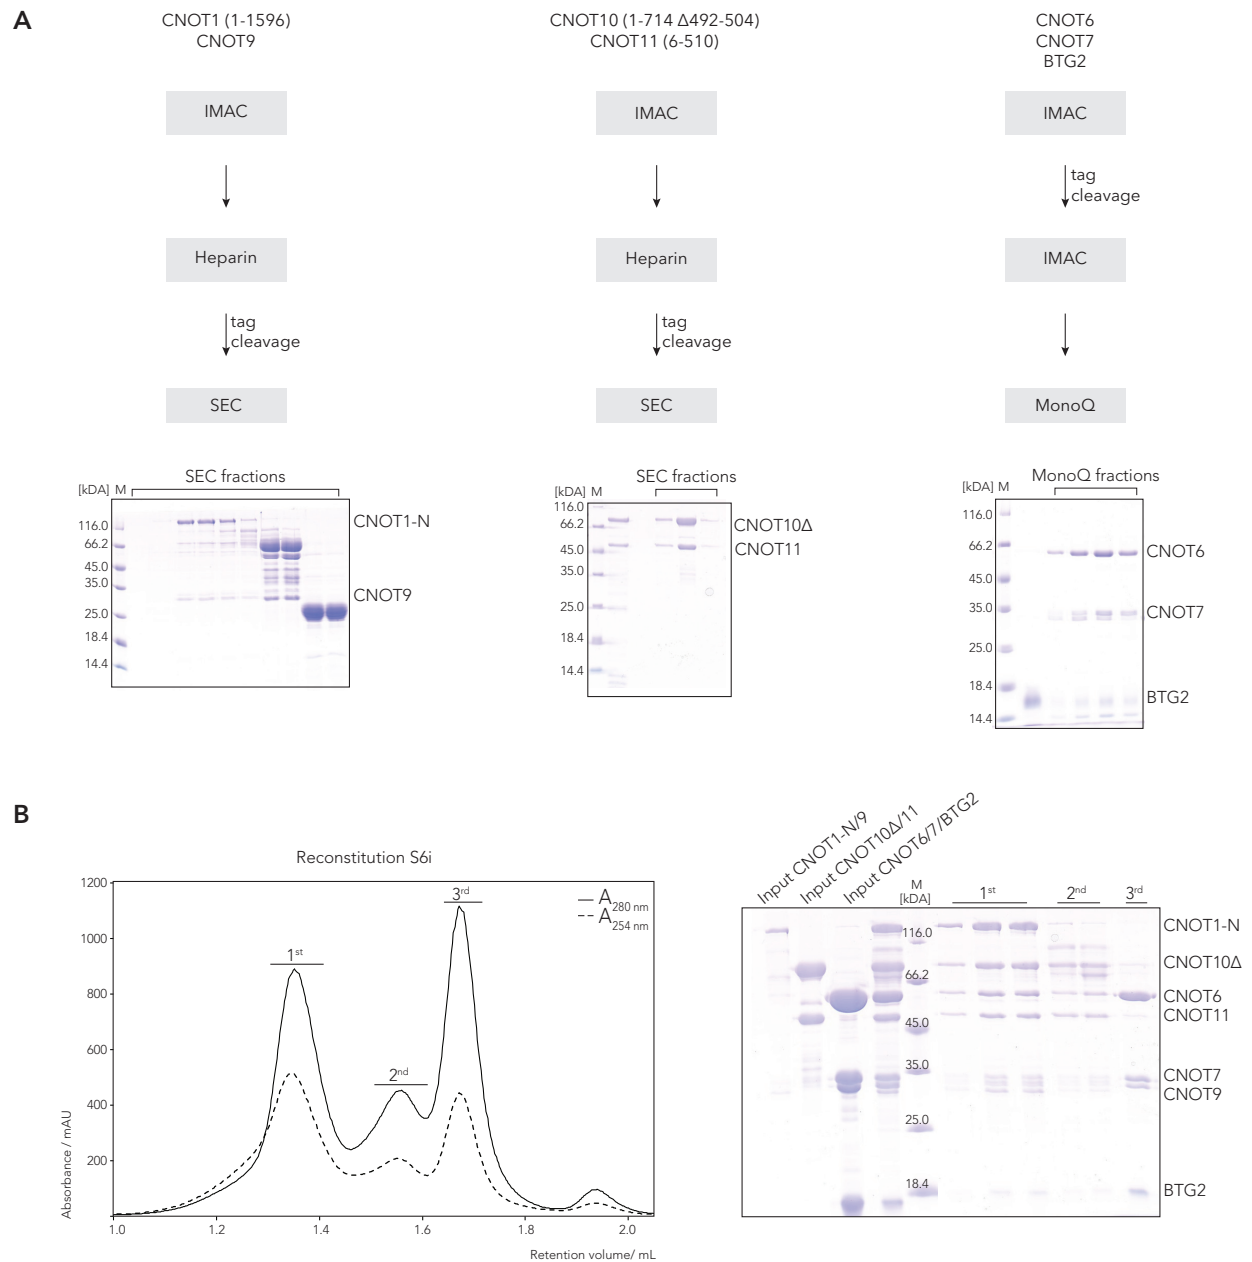 A
CNOT1 (1-1596)
CNOT9
IMAC
Heparin
tag
cleavage
SEC
SEC fractions
[kDA] M
116.0
66.2
45.0
35.0
25.0
18.4
14.4
CNOT1-N
CNOT9
CNOT10 (1-714 Δ492-504)
CNOT11 (6-510)
IMAC
Heparin
tag
cleavage
SEC
SEC fractions
[kDA] M
116.0
66.2
45.0
35.0
25.0
18.4
14.4
CNOT10Δ
CNOT11
CNOT6
CNOT7
BTG2
IMAC
tag
cleavage
IMAC
MonoQ
MonoQ fractions
[kDA] M
116.0
66.2
45.0
35.0
25.0
18.4
14.4
CNOT6
CNOT7
BTG2
B
Reconstitution S6i
1200
1000
800
600
400
200
Absorbance / mAU
1.0 1.2 1.4 1.6 1.8 2.0
Retention volume/ mL
1st
2nd
3rd
A280 nm
A254 nm
Input CNOT1-N/9
Input CNOT10Δ/11
Input CNOT6/7/BTG2
M
[kDA]
1st 2nd 3rd
116.0
66.2
45.0
35.0
25.0
18.4
CNOT1-N
CNOT10Δ
CNOT6
CNOT11
CNOT7
CNOT9
BTG2